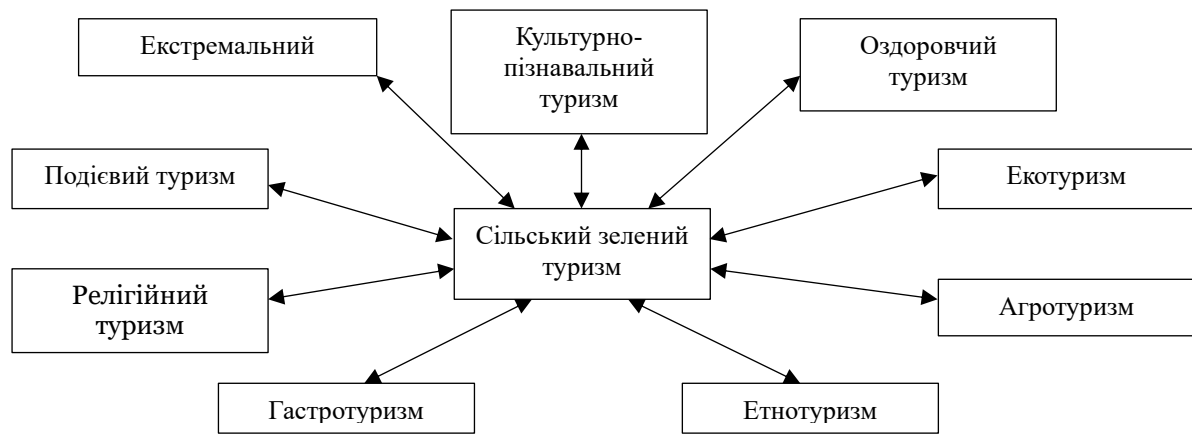 Екстремальний
Культурно-
пізнавальний
туризм
Оздоровчий
туризм
Подієвий туризм
Екотуризм
Сільський зелений
туризм
Релігійний
туризм
Агротуризм
Гастротуризм
Етнотуризм